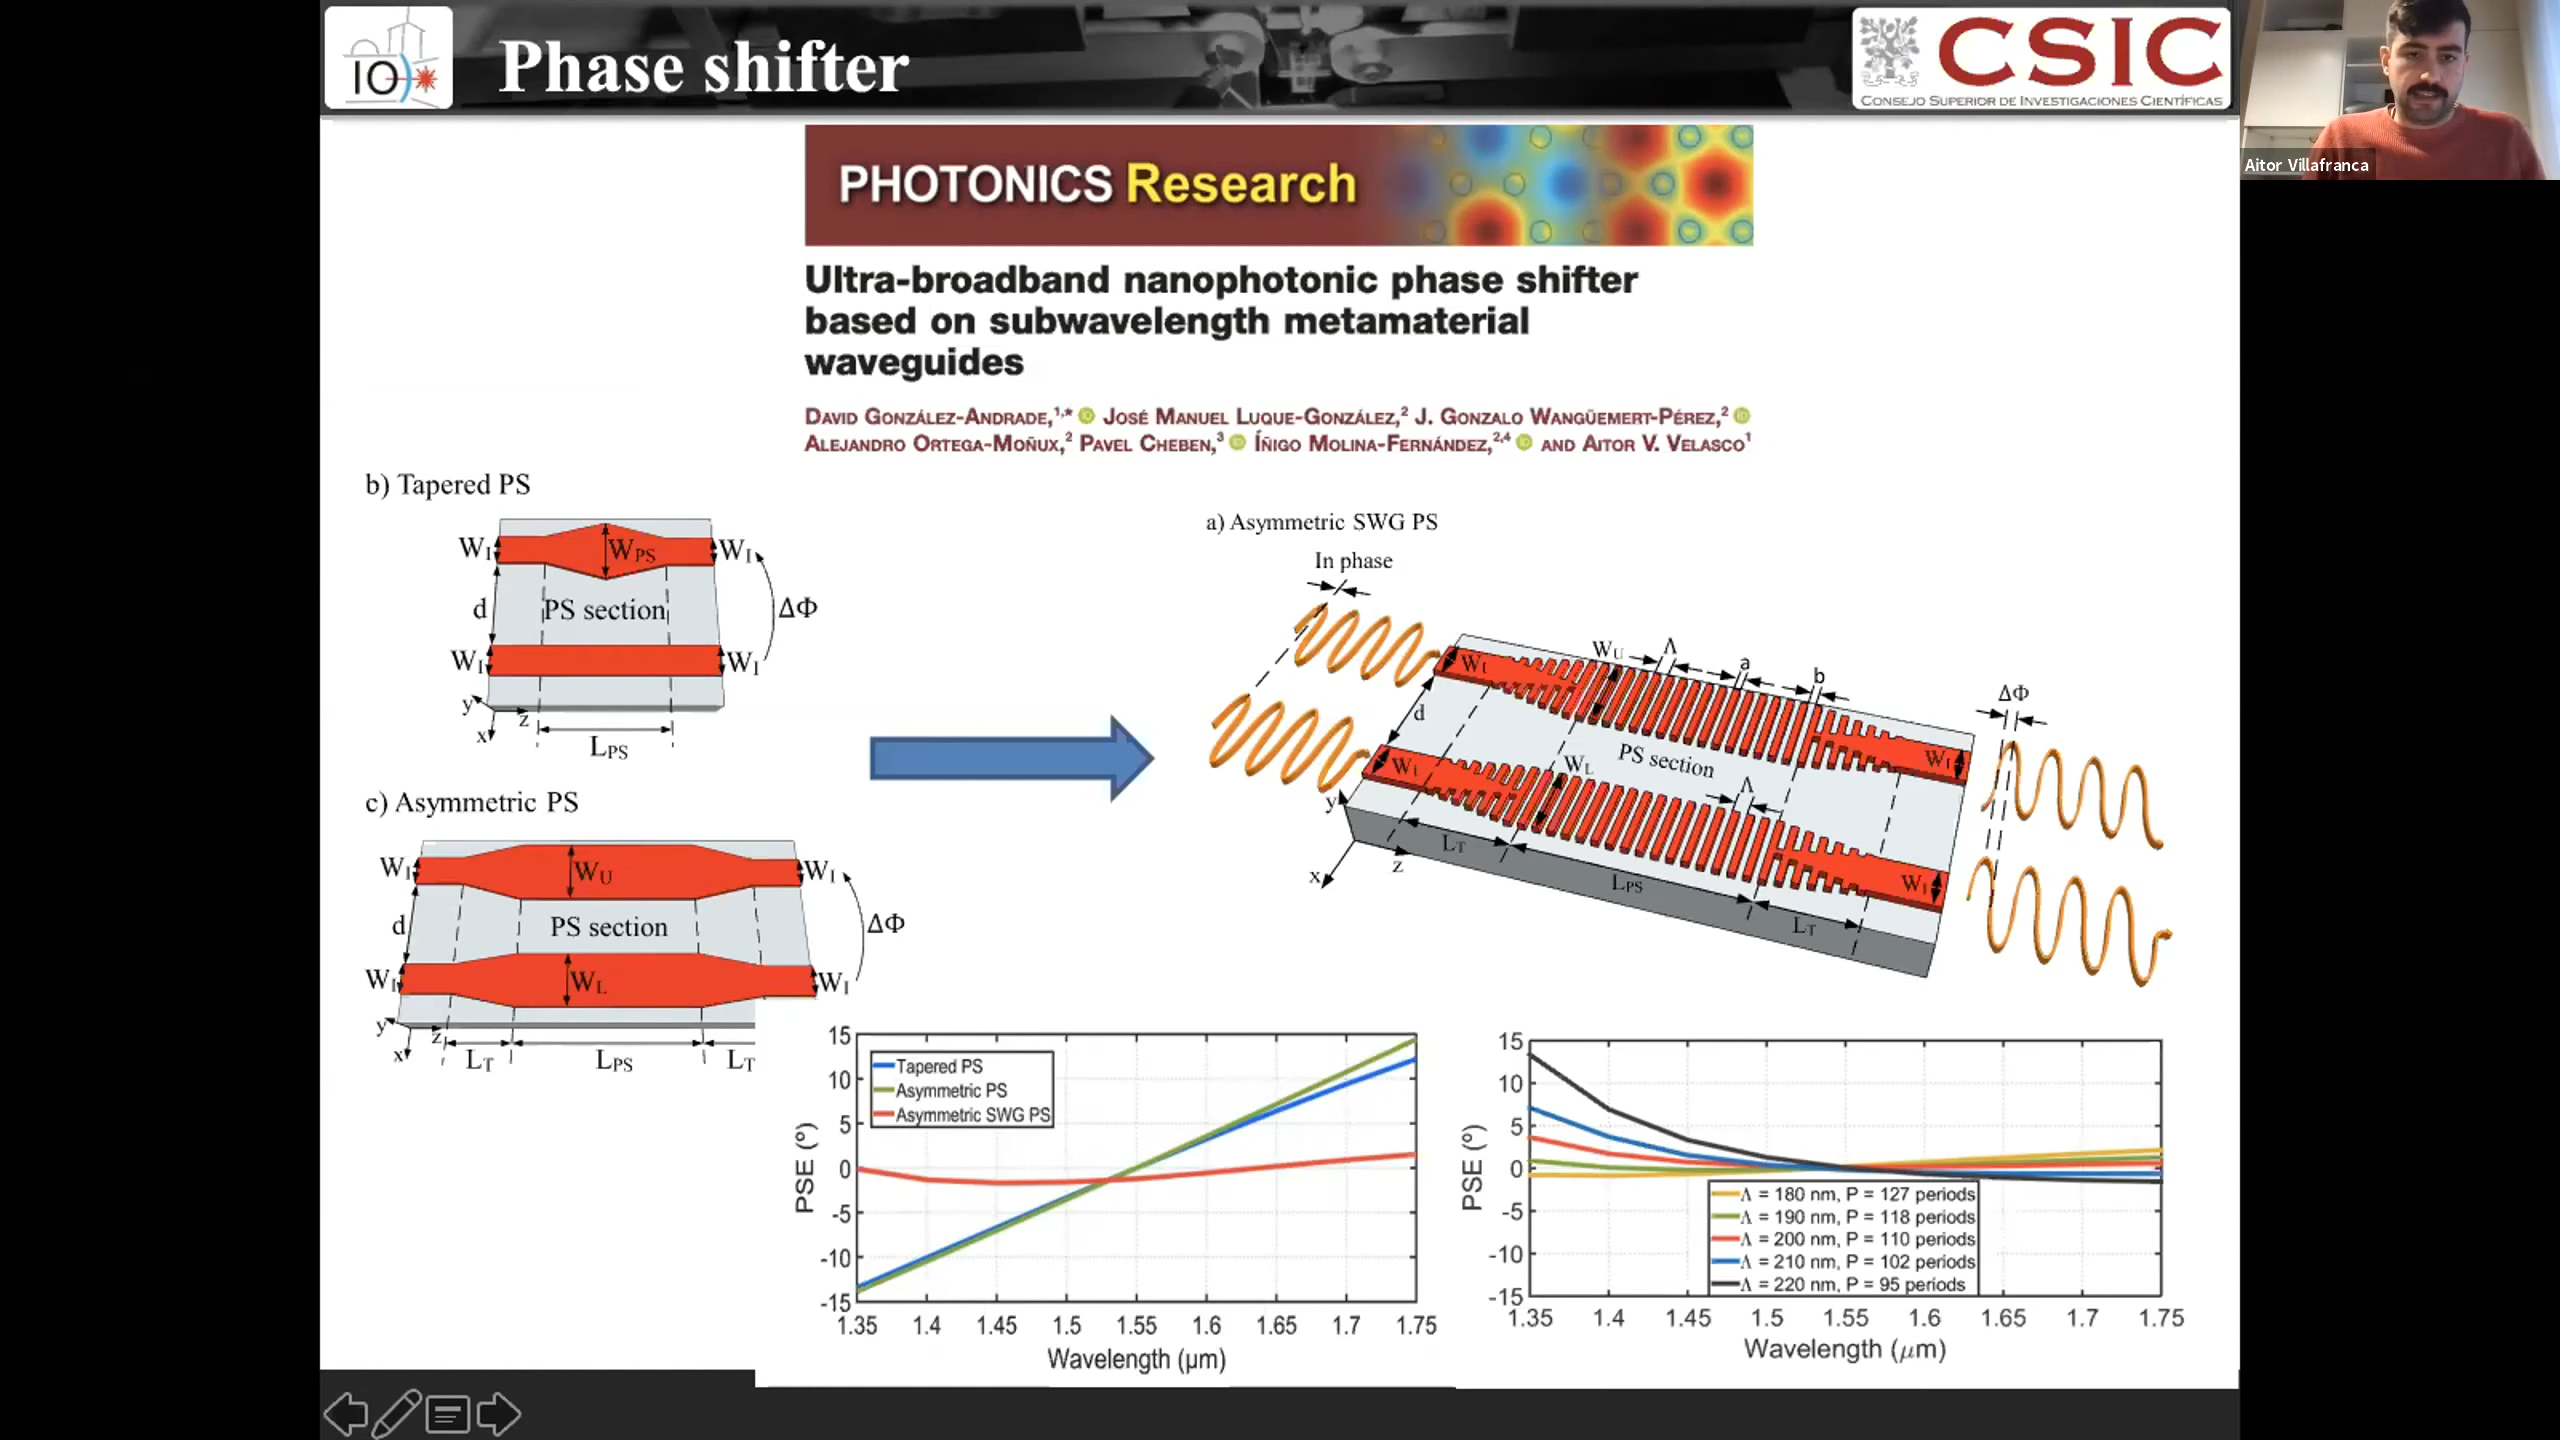 IO
Phase shifter
CSIC
CONSEJO SUPERIOR DE INVESTIGACIONES CIENTÍFICAS
Aitor Villafranca
PHOTONICS Research
Ultra-broadband nanophotonic phase shifter
based on subwavelength metamaterial
waveguides
DAVID GONZÁLEZ-ANDRADE,1,* JOSÉ MANUEL LUQUE-GONZÁLEZ,2 J. GONZALO WANGÜEMERT-PÉREZ,2
ALEJANDRO ORTEGA-MOÑUX,2 PAVEL CHEBEN,3 ÍÑIGO MOLINA-FERNÁNDEZ,2,4 AND AITOR V. VELASCO1
b) Tapered PS
WI WPS WI
d PS section ΔΦ
WI WI
y z x
LPS
c) Asymmetric PS
WI WU WI
d PS section ΔΦ
WI WL WI
y z x
LT LPS LT
a) Asymmetric SWG PS
In phase
WI WU Λ a b
d PS section ΔΦ
WI WL Λ WI
y x z
LT LPS LT WI
15
10
5
0
-5
-10
-15
PSE (º)
Tapered PS
Asymmetric PS
Asymmetric SWG PS
1.35 1.4 1.45 1.5 1.55 1.6 1.65 1.7 1.75
Wavelength (μm)
15
10
5
0
-5
-10
-15
PSE (º)
Λ = 180 nm, P = 127 periods
Λ = 190 nm, P = 118 periods
Λ = 200 nm, P = 110 periods
Λ = 210 nm, P = 102 periods
Λ = 220 nm, P = 95 periods
1.35 1.4 1.45 1.5 1.55 1.6 1.65 1.7 1.75
Wavelength (μm)